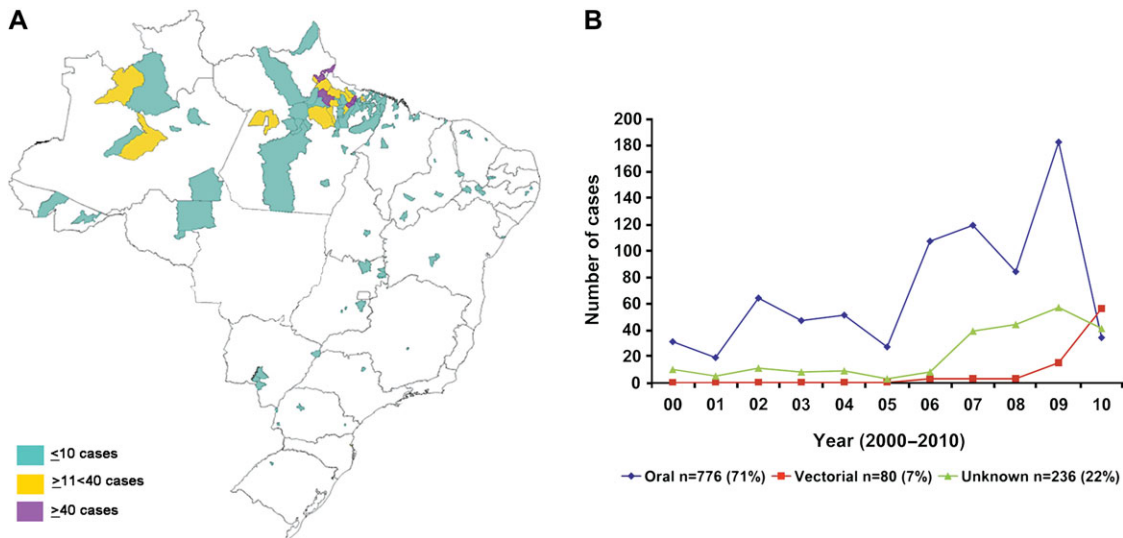 A
≤10 cases
≥11<40 cases
≥40 cases
B
Number of cases
200
180
160
140
120
100
80
60
40
20
0
00 01 02 03 04 05 06 07 08 09 10
Year (2000–2010)
Oral n=776 (71%) Vectorial n=80 (7%) Unknown n=236 (22%)